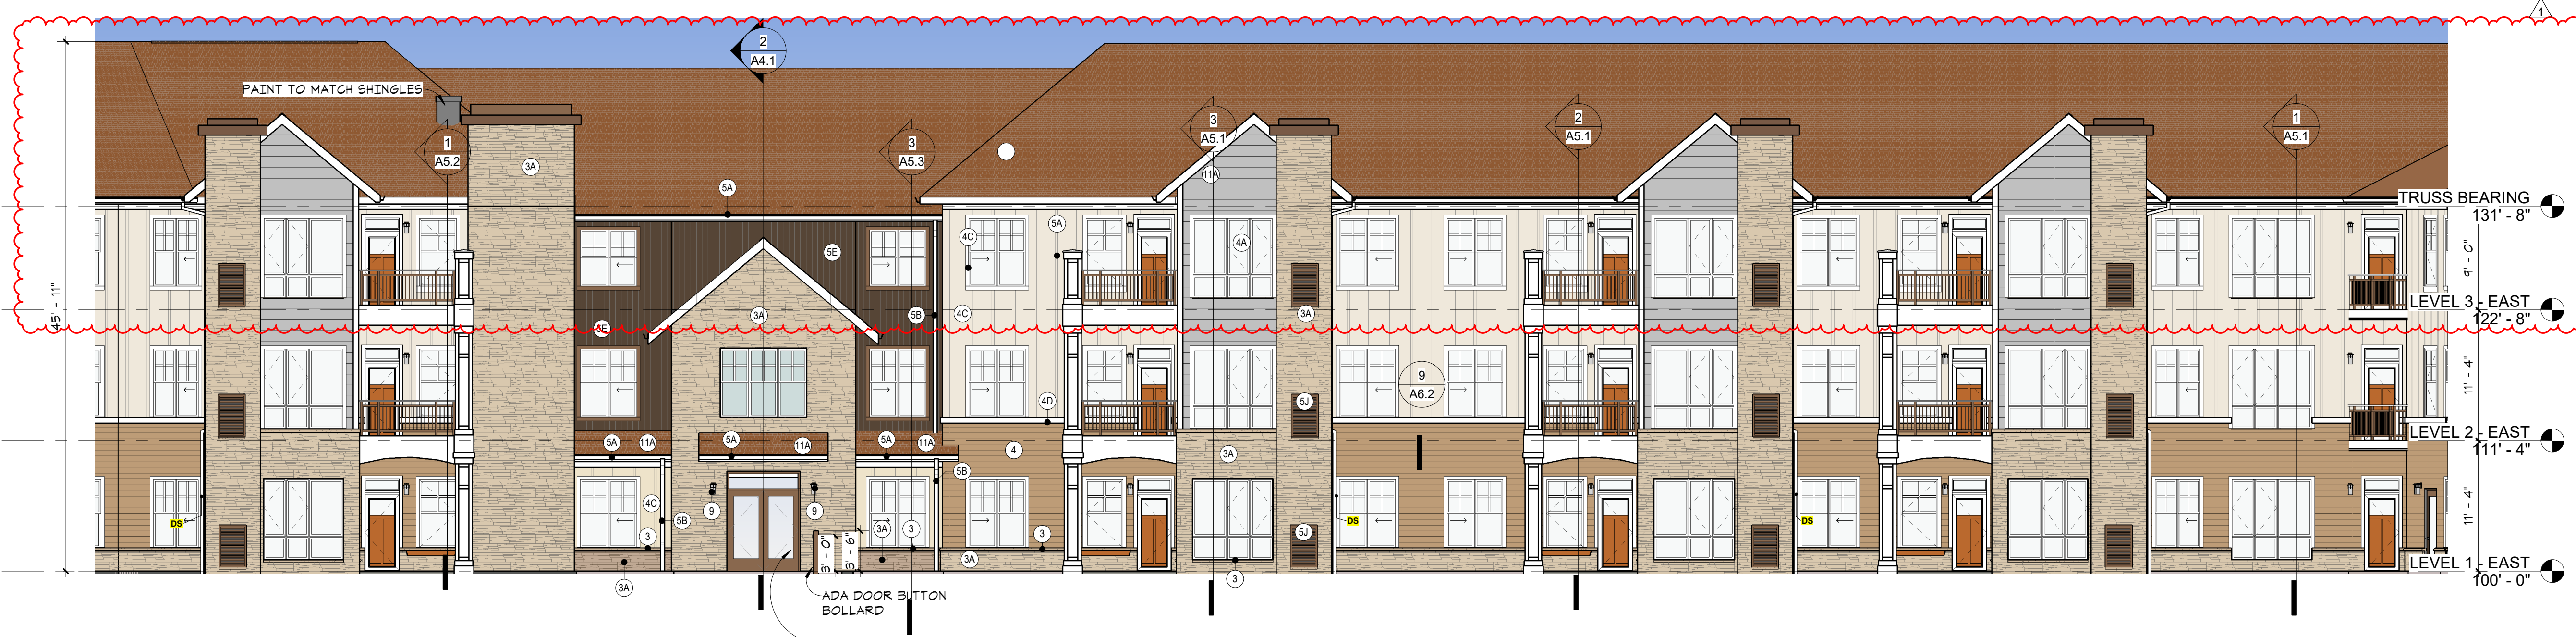 1
2
A4.1
PAINT TO MATCH SHINGLES
1
A5.2
3A
3
A5.3
3
A5.1
2
A5.1
1
A5.1
5A
11A
TRUSS BEARING
131' - 8"
5E
4C
5A
4A
9' - 0"
45' - 11"
3A
5B
4C
3A
LEVEL 3 - EAST
122' - 8"
5E
9
A6.2
11' - 4"
5J
4D
5A
11A
5A
11A
5A
11A
4
3A
LEVEL 2 - EAST
111' - 4"
5B
4C
5B
9
9
11' - 4"
DS
DS
DS
3
3A
3
3
5J
3' - 0"
3' - 6"
3A
LEVEL 1 - EAST
100' - 0"
3A
3
ADA DOOR BUTTON
BOLLARD